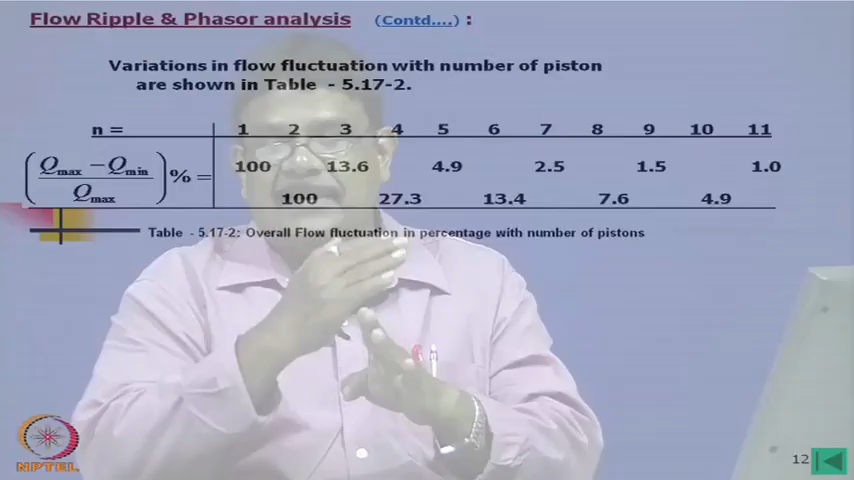 Flow Ripple & Phasor analysis (Contd....) :
Variations in flow fluctuation with number of piston
are shown in Table - 5.17-2.
n = 1 2 3 4 5 6 7 8 9 10 11
(Qmax − Qmin / Qmax) % = 100 13.6 4.9 2.5 1.5 1.0
100 27.3 13.4 7.6 4.9
Table - 5.17-2: Overall Flow fluctuation in percentage with number of pistons
NPTEL
12